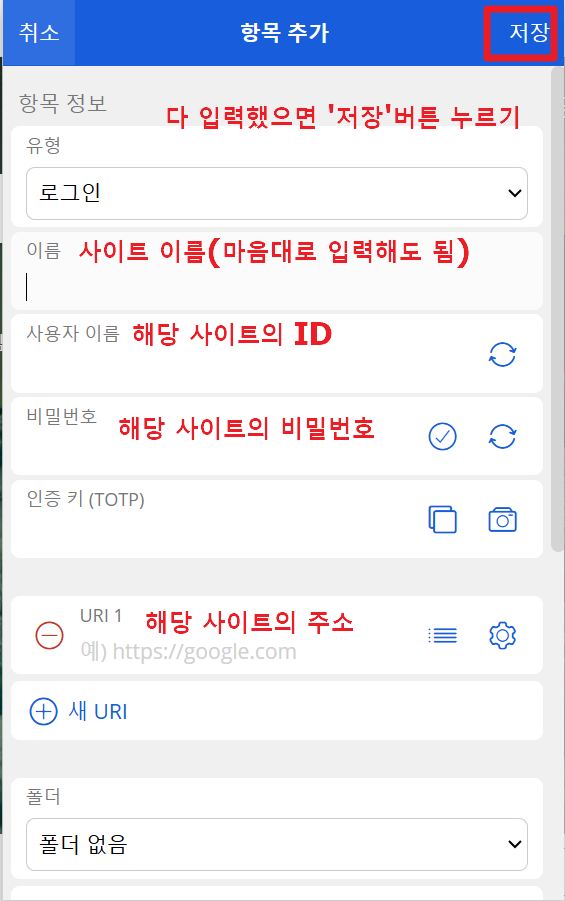 취소 항목 추가 저장
항목 정보
다 입력했으면 '저장'버튼 누르기
유형
로그인
이름 사이트 이름(마음대로 입력해도 됨)
사용자 이름 해당 사이트의 ID
비밀번호 해당 사이트의 비밀번호
인증 키 (TOTP)
URI 1 해당 사이트의 주소
예) https://google.com
새 URI
폴더
폴더 없음